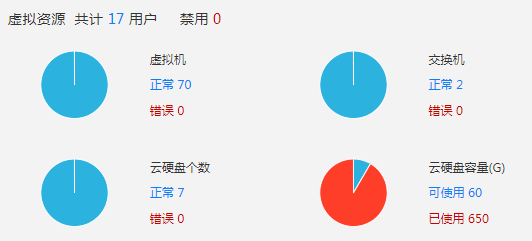 虚拟资源 共计 17 用户 禁用 0
虚拟机 交换机
正常 70 正常 2
错误 0 错误 0
云硬盘个数 云硬盘容量(G)
正常 7 可使用 60
错误 0 已使用 650